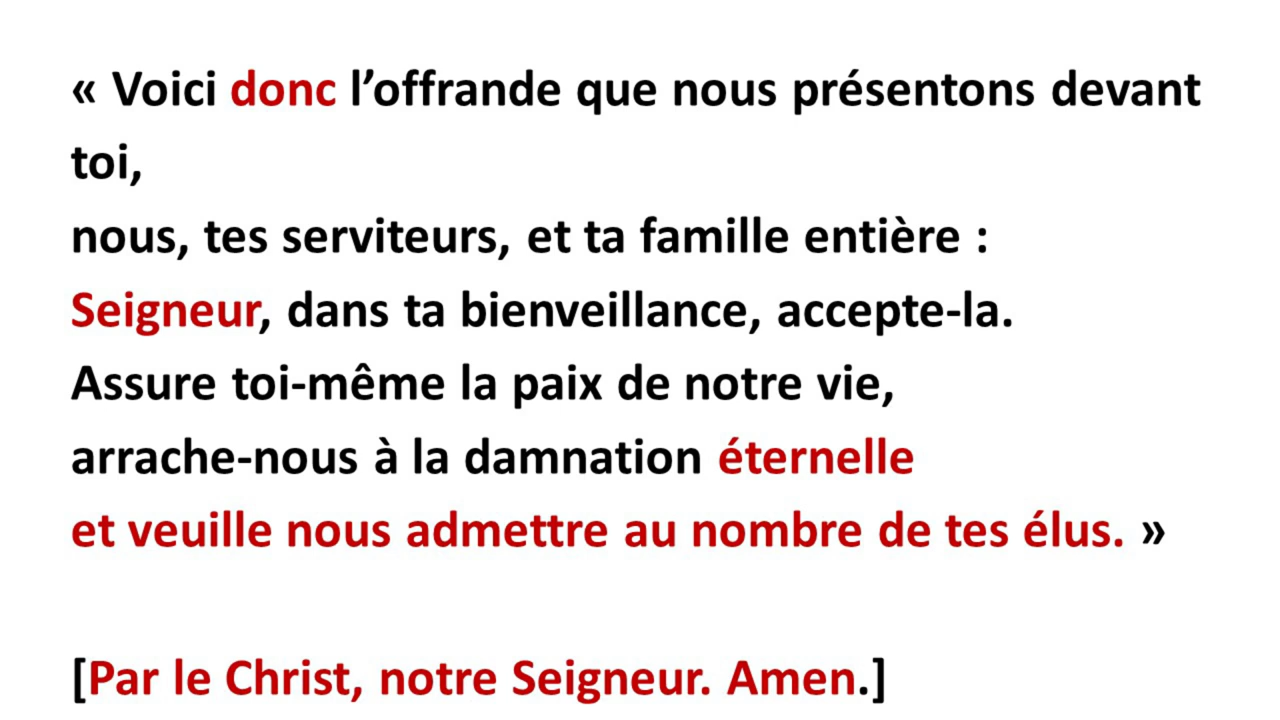 « Voici donc l’offrande que nous présentons devant
toi,
nous, tes serviteurs, et ta famille entière :
Seigneur, dans ta bienveillance, accepte-la.
Assure toi-même la paix de notre vie,
arrache-nous à la damnation éternelle
et veuille nous admettre au nombre de tes élus. »
[Par le Christ, notre Seigneur. Amen.]